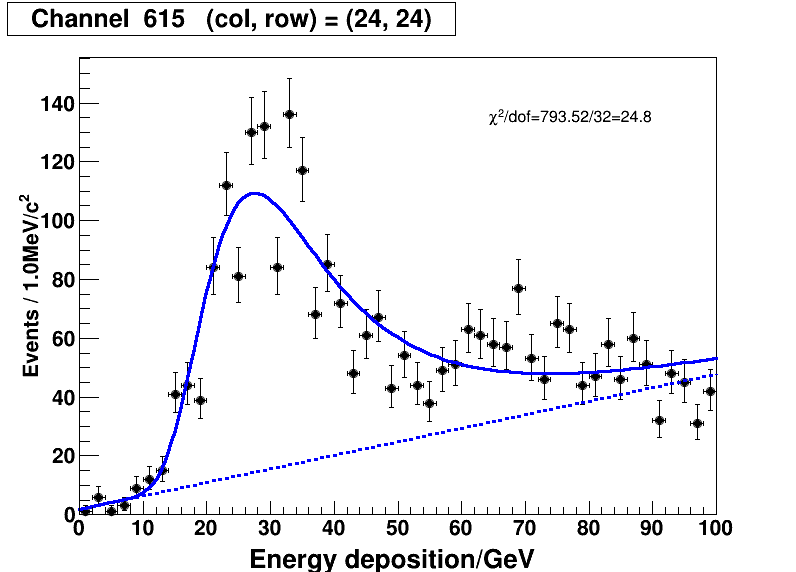 Channel 615 (col, row) = (24, 24)
χ²/dof=793.52/32=24.8
Events / 1.0MeV/c²
140
120
100
80
60
40
20
0
0 10 20 30 40 50 60 70 80 90 100
Energy deposition/GeV